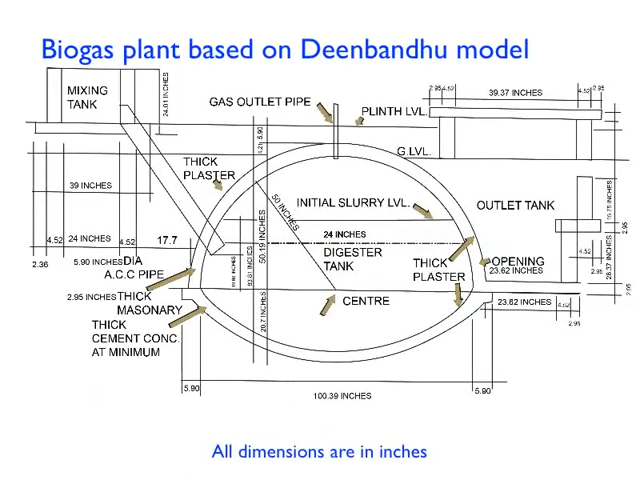 Biogas plant based on Deenbandhu model
MIXING
TANK
24.01 INCHES
GAS OUTLET PIPE
5.90
PLINTH LVL.
2.95 4.52
39.37 INCHES
4.52 2.95
G.LVL.
THICK
PLASTER
39 INCHES
50 INCHES
INITIAL SLURRY LVL.
OUTLET TANK
24 INCHES
4.52
24 INCHES
4.52
17.7
50.19 INCHES
DIGESTER
TANK
2.95
2.36
5.90 INCHES DIA
A.C.C PIPE
THICK
PLASTER
OPENING
23.62 INCHES
4.52
2.95
28.37 INCHES
2.95 INCHES THICK
MASONARY
CENTRE
23.62 INCHES
4.52
2.95
THICK
CEMENT CONC.
AT MINIMUM
20.7 INCHES
5.90
100.39 INCHES
5.90
All dimensions are in inches